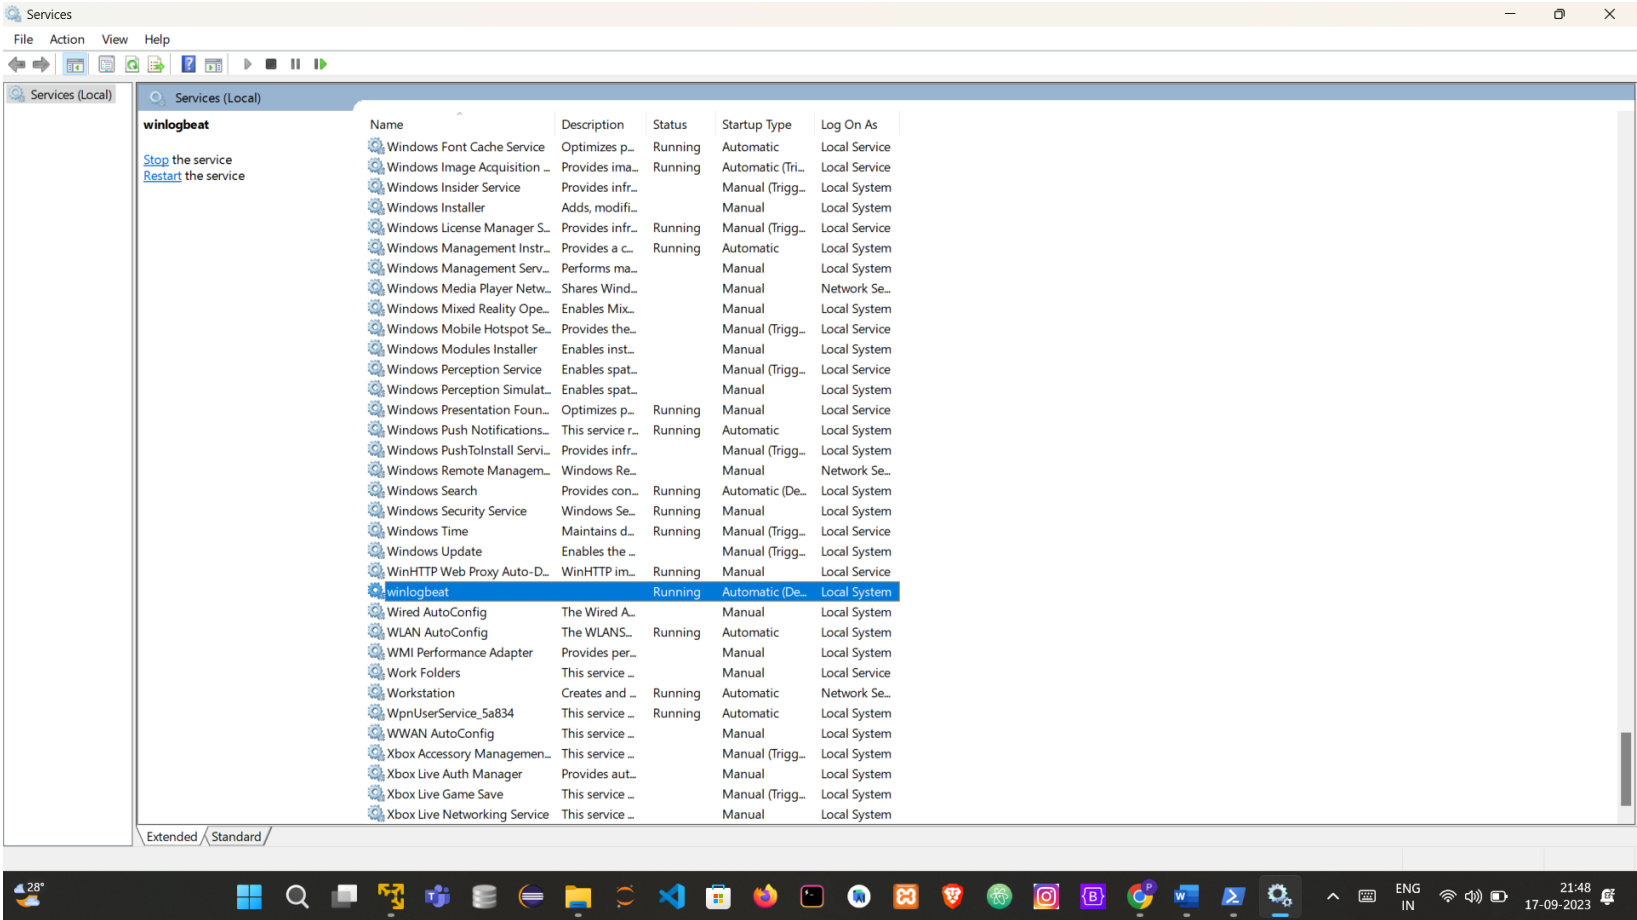 Services
File Action View Help
Services (Local)
Services (Local)
winlogbeat
Stop the service
Restart the service
Name Description Status Startup Type Log On As
Windows Font Cache Service Optimizes p... Running Automatic Local Service
Windows Image Acquisition ... Provides ima... Running Automatic (Tri... Local Service
Windows Insider Service Provides infr... Manual (Trigg... Local System
Windows Installer Adds, modifi... Manual Local System
Windows License Manager S... Provides infr... Running Manual (Trigg... Local Service
Windows Management Instr... Provides a c... Running Automatic Local System
Windows Management Serv... Performs ma... Manual Local System
Windows Media Player Netw... Shares Wind... Manual Network Se...
Windows Mixed Reality Ope... Enables Mix... Manual Local System
Windows Mobile Hotspot Se... Provides the... Manual (Trigg... Local Service
Windows Modules Installer Enables inst... Manual Local System
Windows Perception Service Enables spat... Manual (Trigg... Local Service
Windows Perception Simulat... Enables spat... Manual Local System
Windows Presentation Foun... Optimizes p... Running Manual Local Service
Windows Push Notifications... This service r... Running Automatic Local System
Windows PushToInstall Servi... Provides infr... Manual (Trigg... Local System
Windows Remote Managem... Windows Re... Manual Network Se...
Windows Search Provides con... Running Automatic (De... Local System
Windows Security Service Windows Se... Running Manual Local System
Windows Time Maintains d... Running Manual (Trigg... Local Service
Windows Update Enables the ... Manual (Trigg... Local System
WinHTTP Web Proxy Auto-D... WinHTTP im... Running Manual Local Service
winlogbeat Running Automatic (De... Local System
Wired AutoConfig The Wired A... Manual Local System
WLAN AutoConfig The WLANS... Running Automatic Local System
WMI Performance Adapter Provides per... Manual Local System
Work Folders This service ... Manual Local Service
Workstation Creates and ... Running Automatic Network Se...
WpnUserService_5a834 This service ... Running Automatic Local System
WWAN AutoConfig This service ... Manual Local System
Xbox Accessory Managemen... This service ... Manual (Trigg... Local System
Xbox Live Auth Manager Provides aut... Manual Local System
Xbox Live Game Save This service ... Manual (Trigg... Local System
Xbox Live Networking Service This service ... Manual Local System
Extended Standard
28°
ENG 21:48
IN 17-09-2023